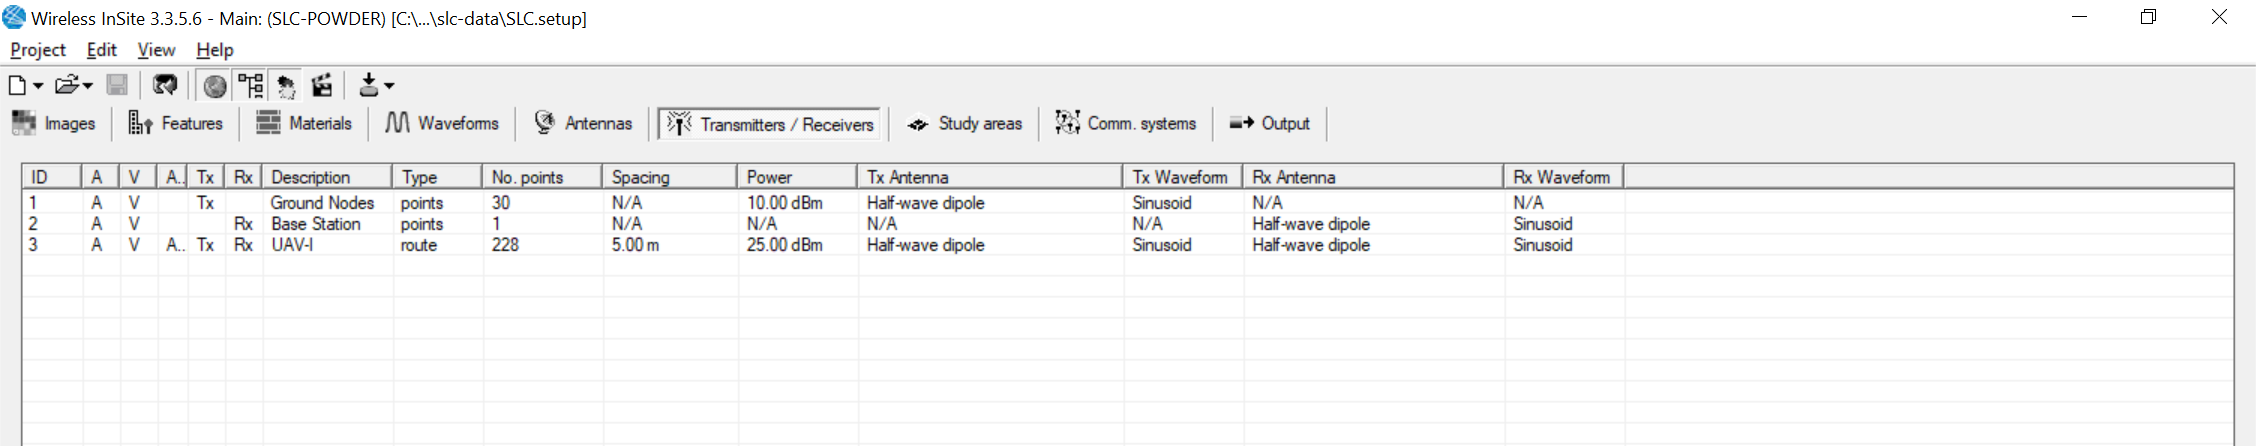 Wireless InSite 3.3.5.6 - Main: (SLC-POWDER) [C:\...\slc-data\SLC.setup]
Project Edit View Help
Images Features Materials Waveforms Antennas Transmitters / Receivers Study areas Comm. systems Output
ID A V A.. Tx Rx Description Type No. points Spacing Power Tx Antenna Tx Waveform Rx Antenna Rx Waveform
1 A V Tx Ground Nodes points 30 N/A 10.00 dBm Half-wave dipole Sinusoid N/A N/A
2 A V Rx Base Station points 1 N/A N/A N/A N/A Half-wave dipole Sinusoid
3 A V A.. Tx Rx UAV-I route 228 5.00 m 25.00 dBm Half-wave dipole Sinusoid Half-wave dipole Sinusoid